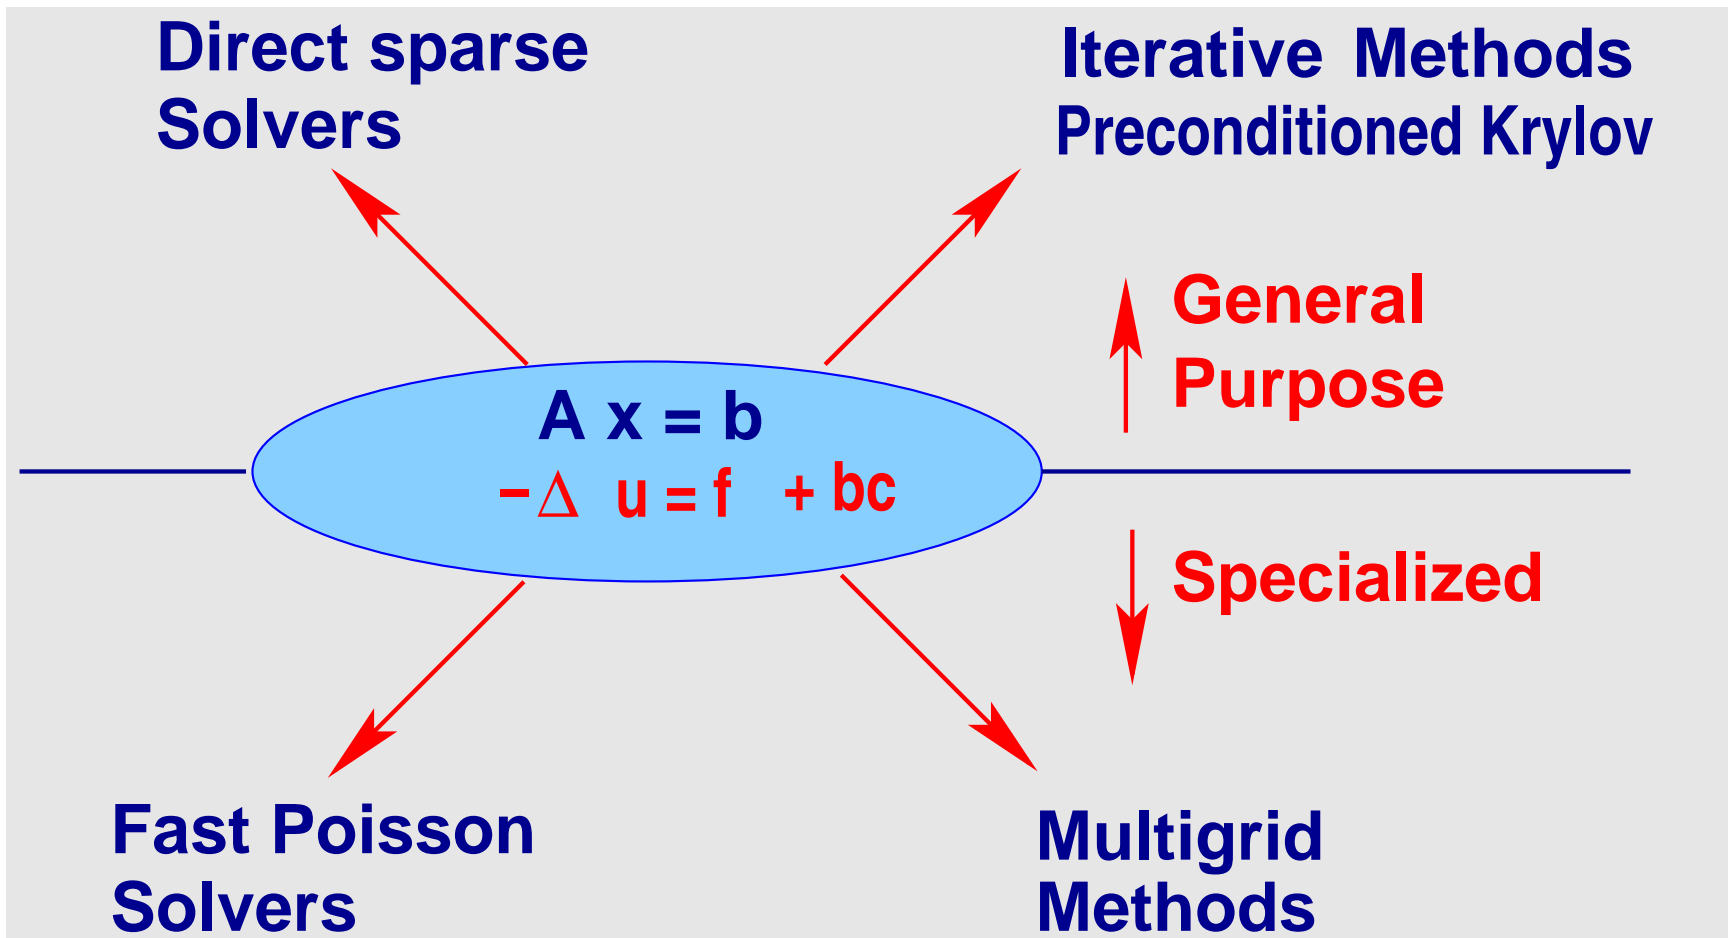 Direct sparse
Solvers
Iterative Methods
Preconditioned Krylov
General
Purpose
A x = b
−Δ u = f + bc
Specialized
Fast Poisson
Solvers
Multigrid
Methods